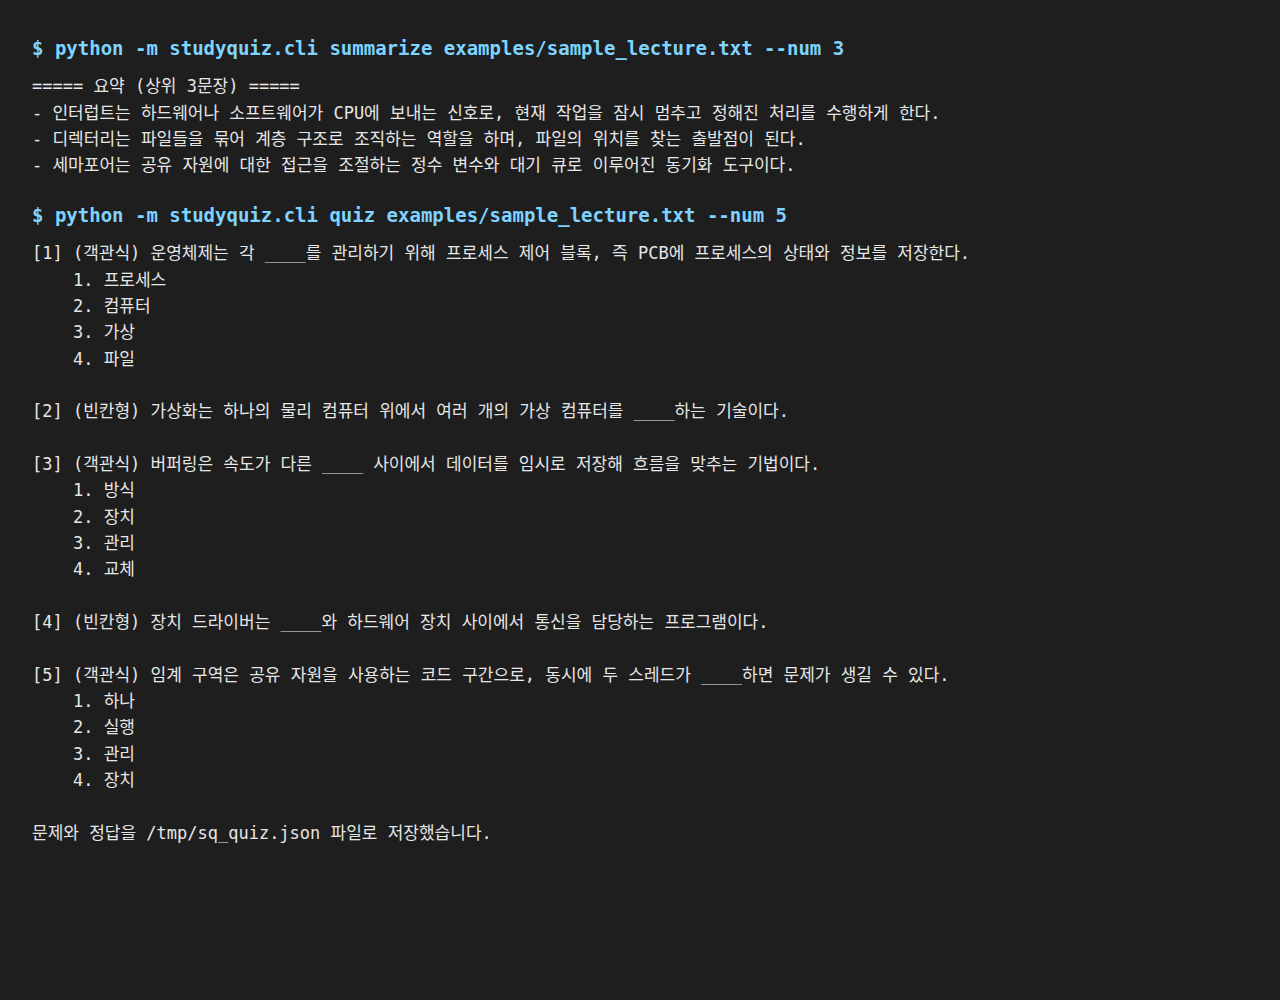 $ python -m studyquiz.cli summarize examples/sample_lecture.txt --num 3
===== 요약 (상위 3문장) =====
- 인터럽트는 하드웨어나 소프트웨어가 CPU에 보내는 신호로, 현재 작업을 잠시 멈추고 정해진 처리를 수행하게 한다.
- 디렉터리는 파일들을 묶어 계층 구조로 조직하는 역할을 하며, 파일의 위치를 찾는 출발점이 된다.
- 세마포어는 공유 자원에 대한 접근을 조절하는 정수 변수와 대기 큐로 이루어진 동기화 도구이다.
$ python -m studyquiz.cli quiz examples/sample_lecture.txt --num 5
[1] (객관식) 운영체제는 각 ____를 관리하기 위해 프로세스 제어 블록, 즉 PCB에 프로세스의 상태와 정보를 저장한다.
1. 프로세스
2. 컴퓨터
3. 가상
4. 파일
[2] (빈칸형) 가상화는 하나의 물리 컴퓨터 위에서 여러 개의 가상 컴퓨터를 ____하는 기술이다.
[3] (객관식) 버퍼링은 속도가 다른 ____ 사이에서 데이터를 임시로 저장해 흐름을 맞추는 기법이다.
1. 방식
2. 장치
3. 관리
4. 교체
[4] (빈칸형) 장치 드라이버는 ____와 하드웨어 장치 사이에서 통신을 담당하는 프로그램이다.
[5] (객관식) 임계 구역은 공유 자원을 사용하는 코드 구간으로, 동시에 두 스레드가 ____하면 문제가 생길 수 있다.
1. 하나
2. 실행
3. 관리
4. 장치
문제와 정답을 /tmp/sq_quiz.json 파일로 저장했습니다.